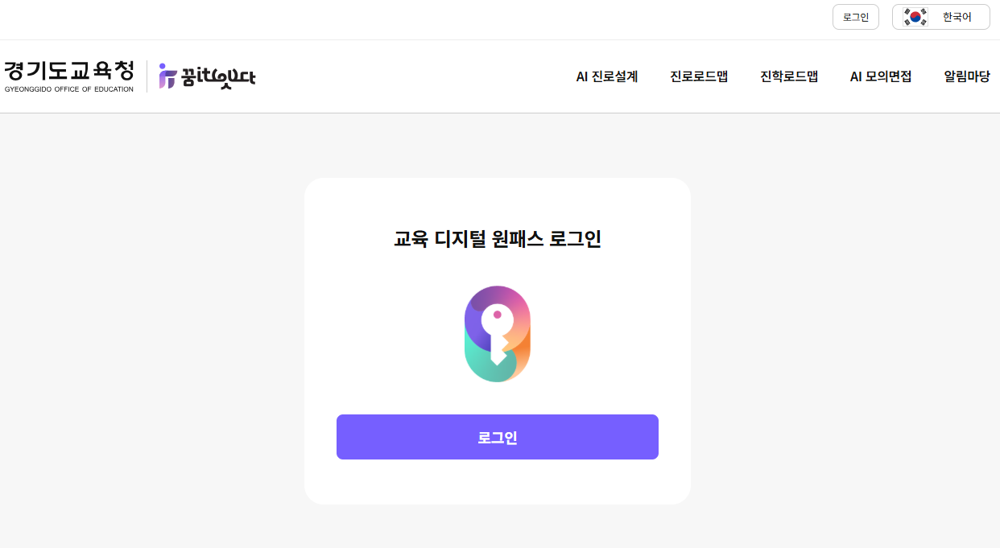 로그인
한국어
경기도교육청
GYEONGGIDO OFFICE OF EDUCATION
꿈it(잇)다
AI 진로설계
진로로드맵
진학로드맵
AI 모의면접
알림마당
교육 디지털 원패스 로그인
로그인